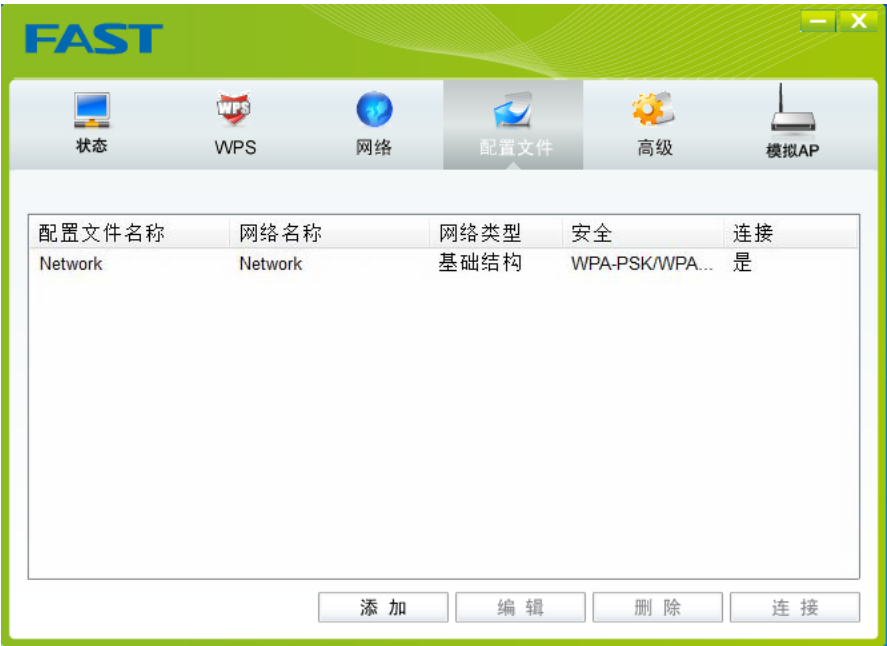 FAST
WPS
状态 WPS 网络 配置文件 高级 模拟AP
配置文件名称 网络名称 网络类型 安全 连接
Network Network 基础结构 WPA-PSK/WPA... 是
添加 编辑 删除 连接